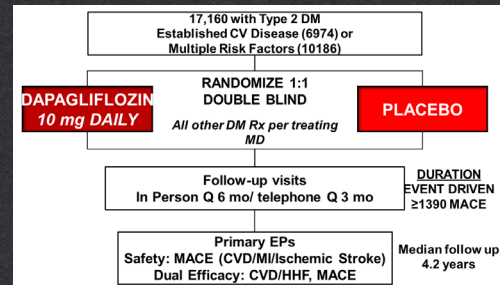 17,160 with Type 2 DM
Established CV Disease (6974) or
Multiple Risk Factors (10186)
RANDOMIZE 1:1
DOUBLE BLIND
DAPAGLIFLOZIN
10 mg DAILY
PLACEBO
All other DM Rx per treating
MD
Follow-up visits
In Person Q 6 mo/ telephone Q 3 mo
DURATION
EVENT DRIVEN
≥1390 MACE
Primary EPs
Safety: MACE (CVD/MI/Ischemic Stroke)
Dual Efficacy: CVD/HHF, MACE
Median follow up
4.2 years